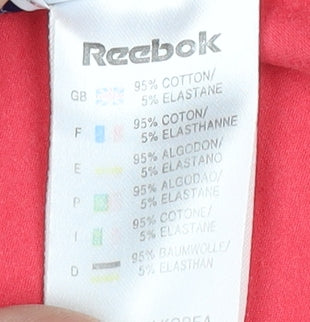 Reebok
GB 95% COTTON/
5% ELASTANE
F 95% COTON/
5% ELASTHANNE
E 95% ALGODON/
5% ELASTANO
P 95% ALGODAO/
5% ELASTANE
I 95% COTONE/
5% ELASTANE
D 95% BAUMWOLLE/
5% ELASTHAN
KOREA